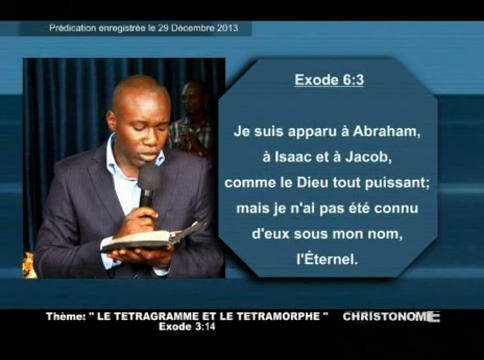 Prédication enregistrée le 29 Décembre 2013
Exode 6:3
Je suis apparu à Abraham,
à Isaac et à Jacob,
comme le Dieu tout puissant;
mais je n'ai pas été connu
d'eux sous mon nom,
l'Éternel.
Thème: " LE TETRAGRAMME ET LE TETRAMORPHE " CHRISTONOME
Exode 3:14